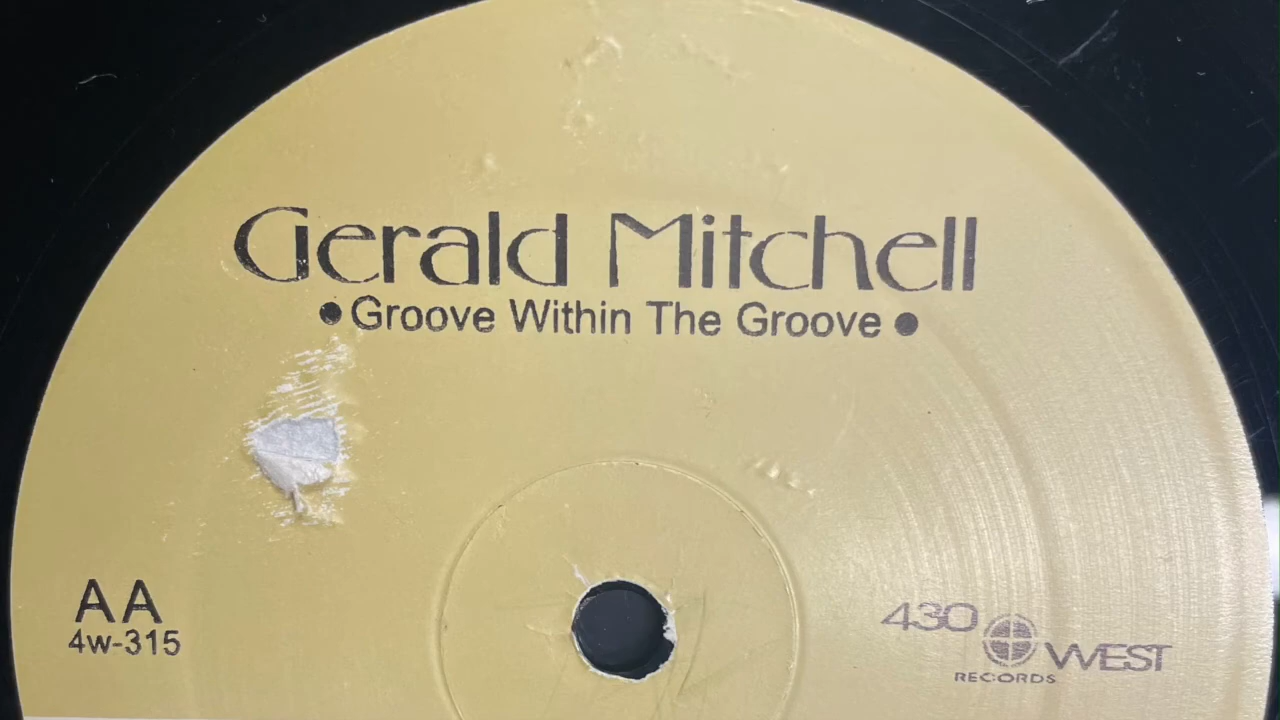 Gerald Mitchell
•Groove Within The Groove•
AA
4w-315
430 WEST
RECORDS